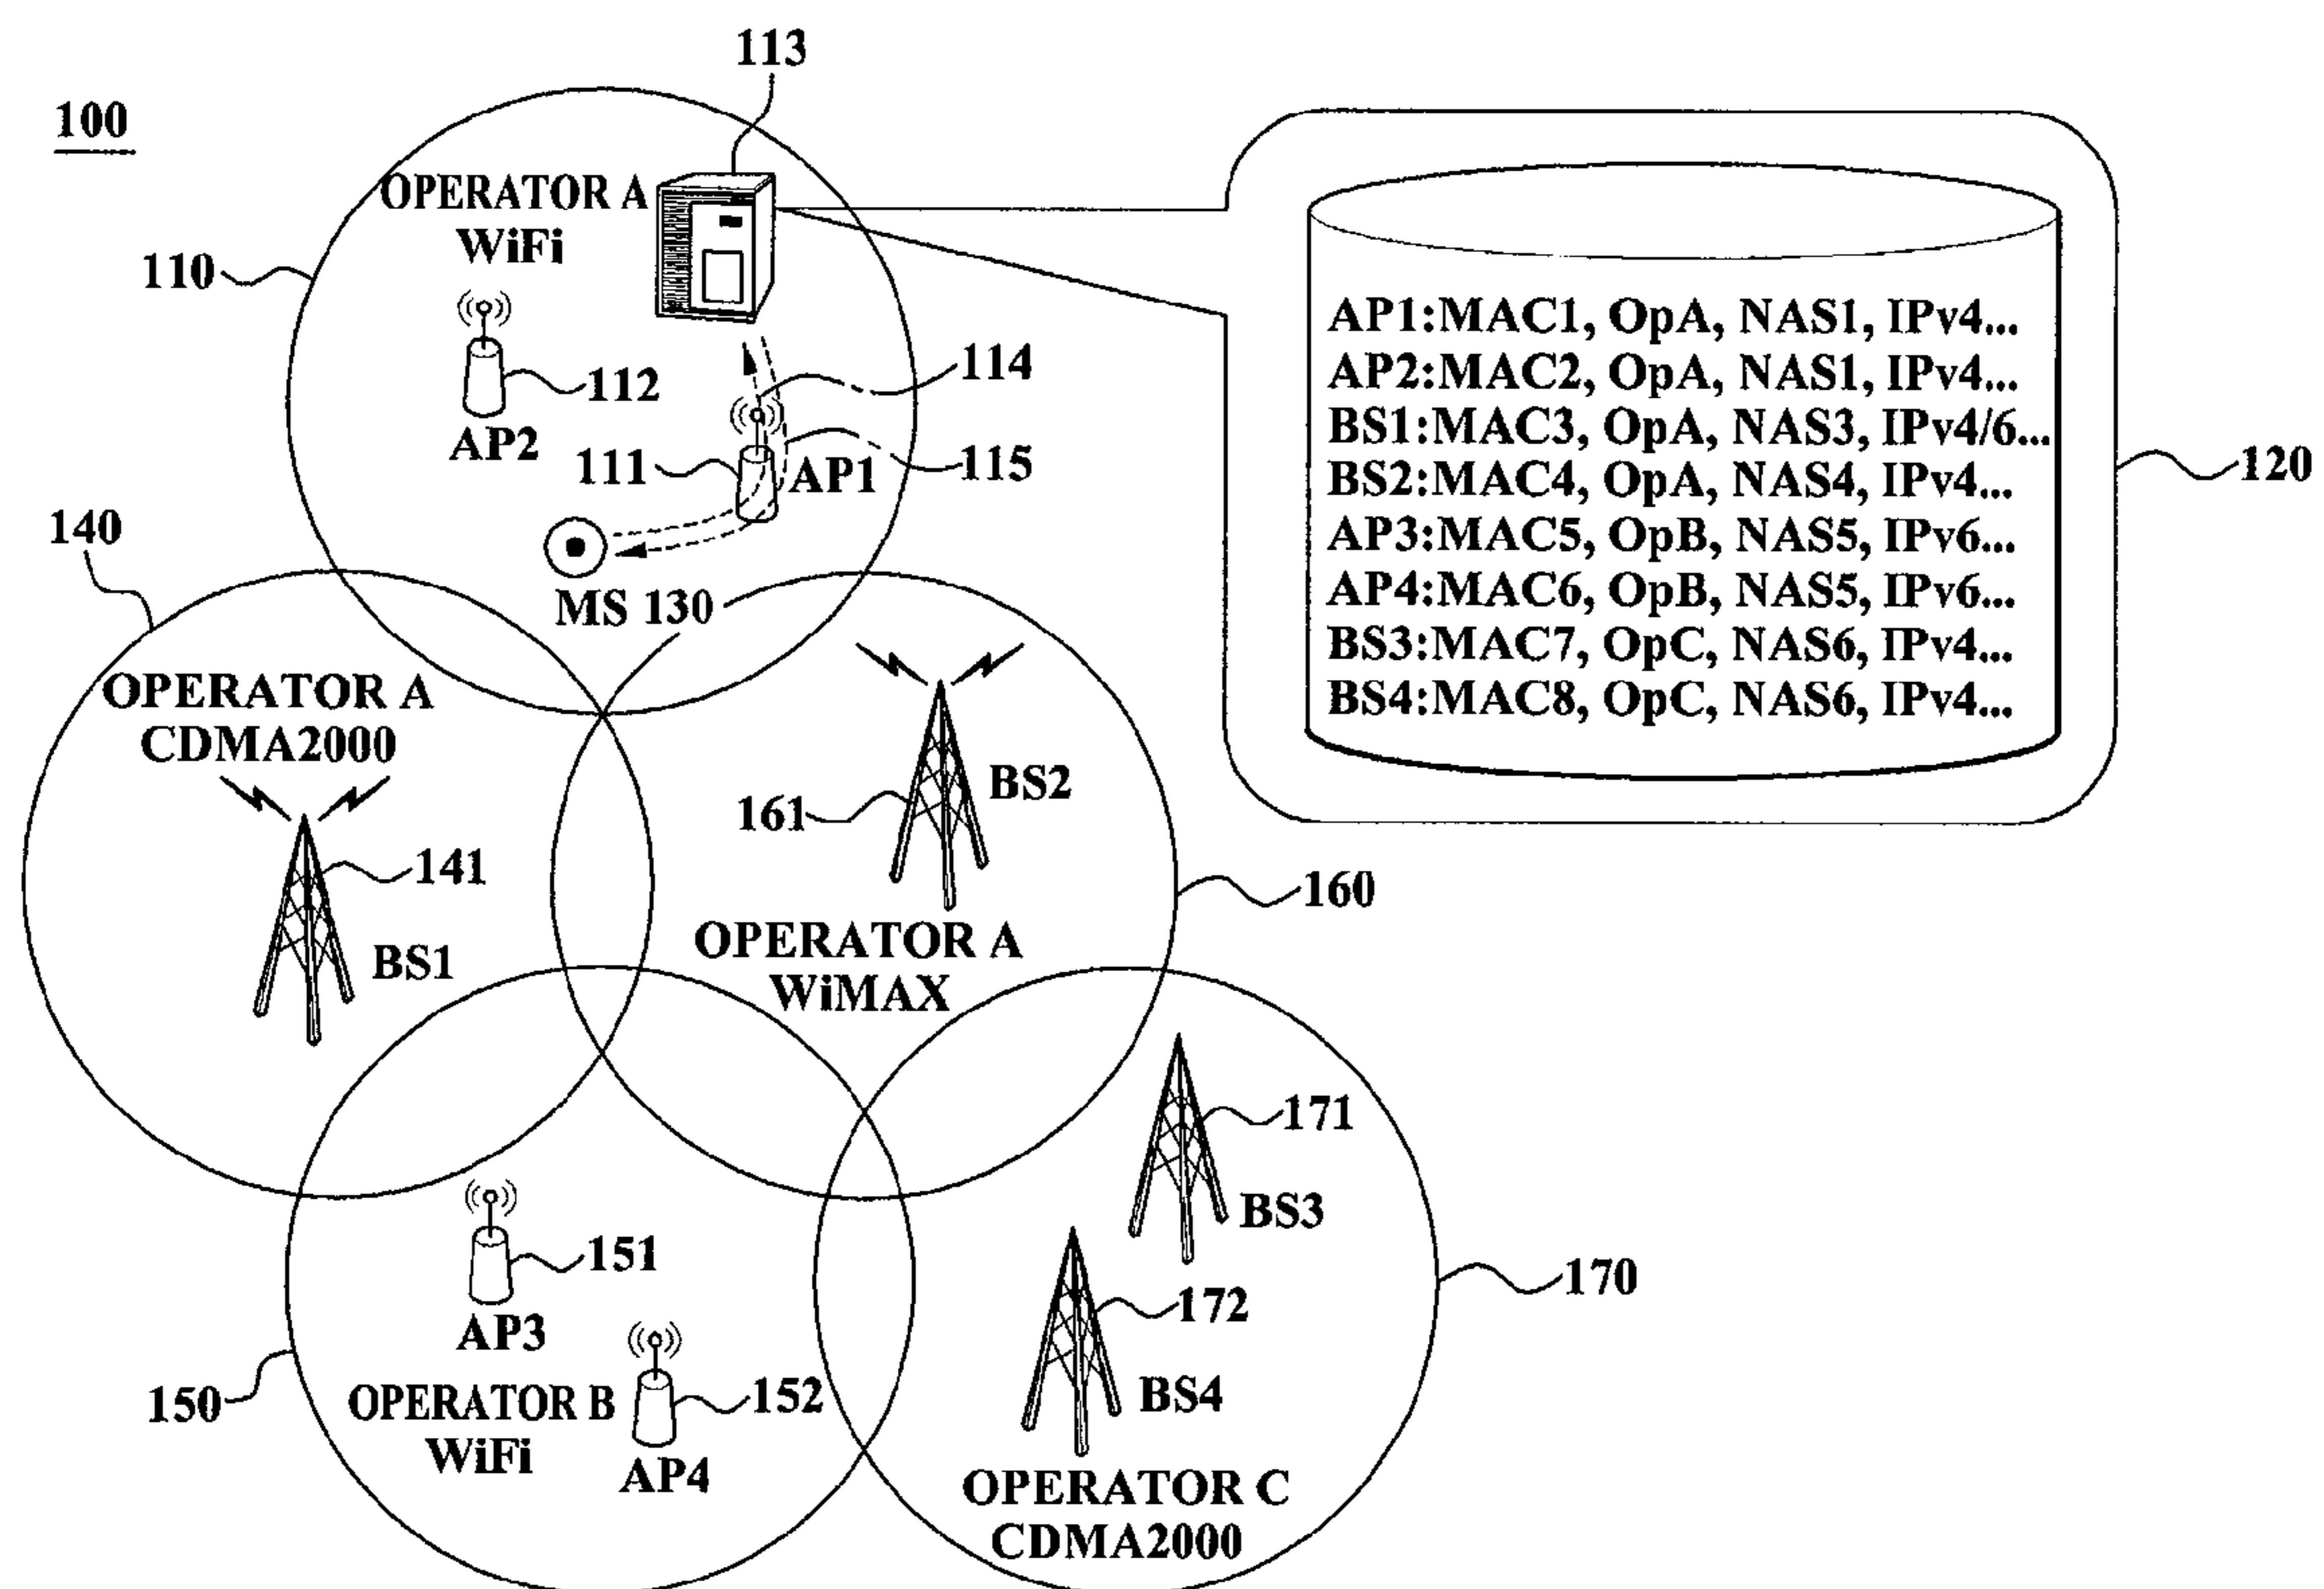 113
100
OPERATOR A
WiFi
110
112
AP2
114
111
AP1
115
MS 130
AP1:MAC1, OpA, NAS1, IPv4...
AP2:MAC2, OpA, NAS1, IPv4...
BS1:MAC3, OpA, NAS3, IPv4/6...
BS2:MAC4, OpA, NAS4, IPv4...
AP3:MAC5, OpB, NAS5, IPv6...
AP4:MAC6, OpB, NAS5, IPv6...
BS3:MAC7, OpC, NAS6, IPv4...
BS4:MAC8, OpC, NAS6, IPv4...
120
140
OPERATOR A
CDMA2000
141
BS1
161
BS2
160
OPERATOR A
WiMAX
171
BS3
151
AP3
172
170
150
OPERATOR B
WiFi
152
AP4
BS4
OPERATOR C
CDMA2000